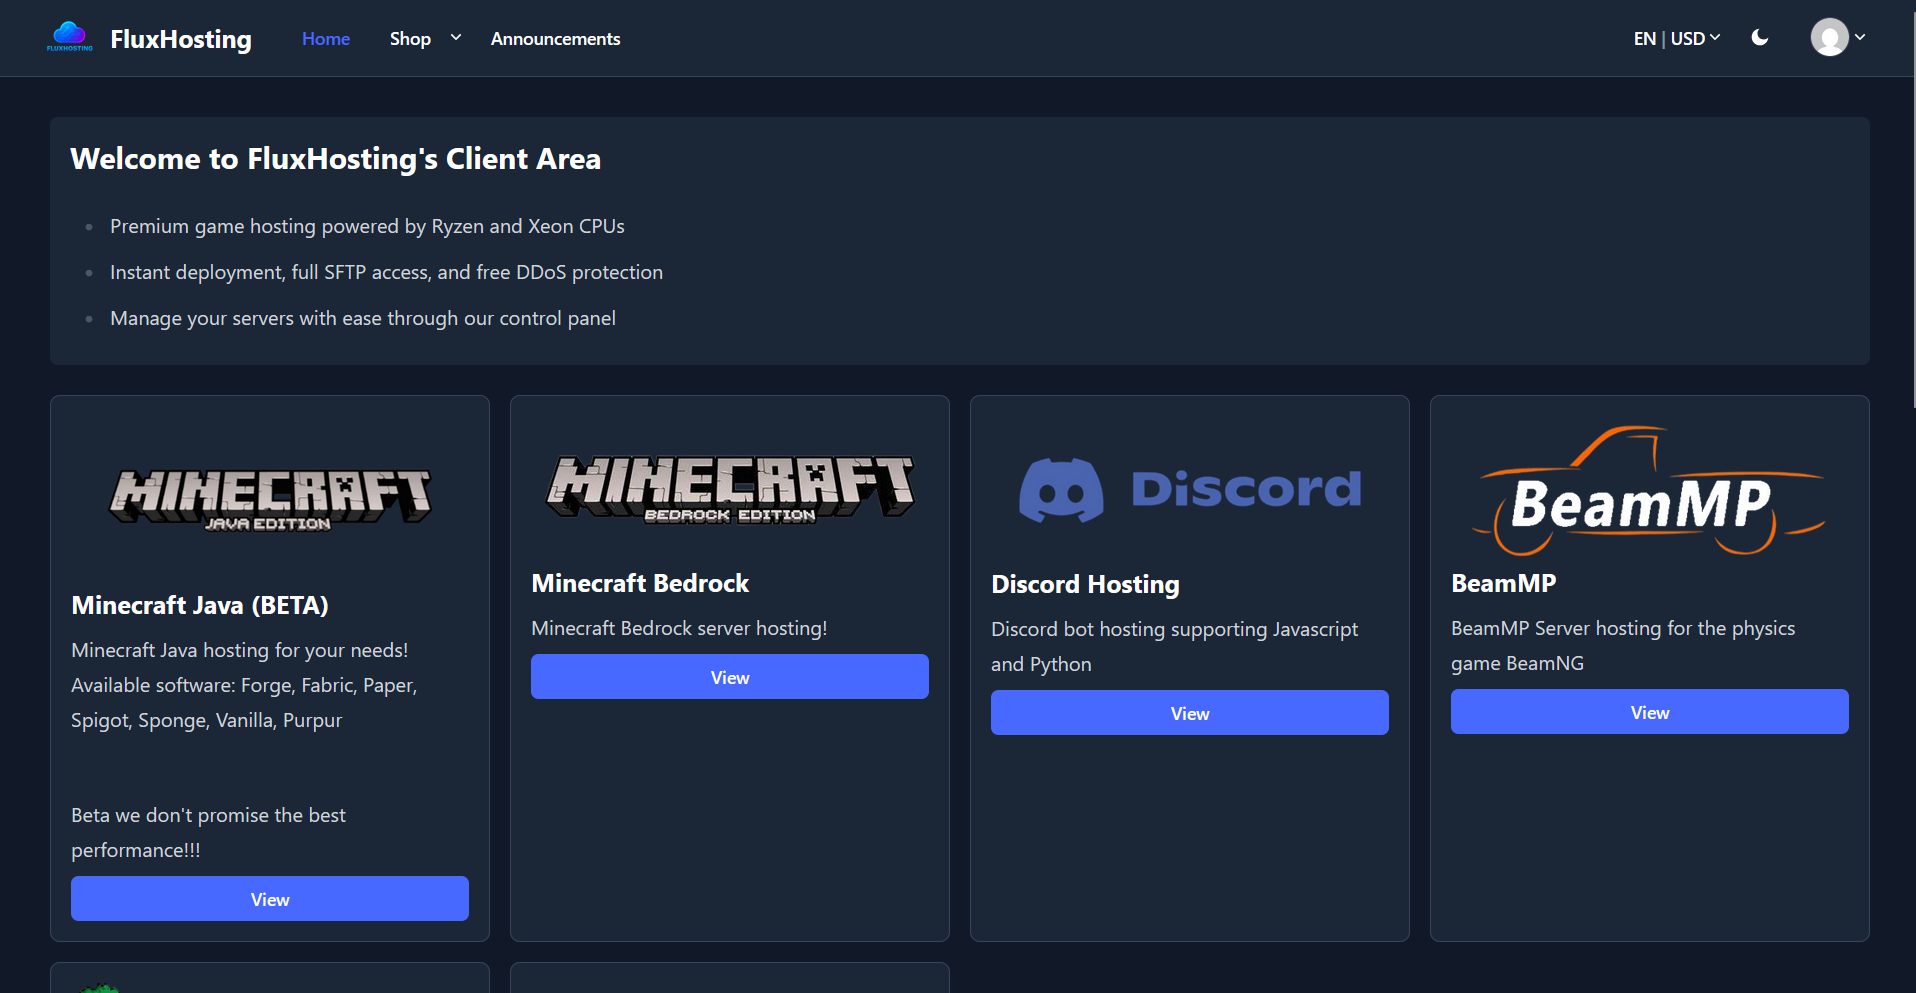 FLUXHOSTING
FluxHosting
Home
Shop
Announcements
EN | USD
Welcome to FluxHosting's Client Area
Premium game hosting powered by Ryzen and Xeon CPUs
Instant deployment, full SFTP access, and free DDoS protection
Manage your servers with ease through our control panel
MINECRAFT
JAVA EDITION
Minecraft Java (BETA)
Minecraft Java hosting for your needs!
Available software: Forge, Fabric, Paper,
Spigot, Sponge, Vanilla, Purpur
Beta we don't promise the best
performance!!!
View
MINECRAFT
BEDROCK EDITION
Minecraft Bedrock
Minecraft Bedrock server hosting!
View
Discord
Discord Hosting
Discord bot hosting supporting Javascript
and Python
View
BeamMP
BeamMP
BeamMP Server hosting for the physics
game BeamNG
View